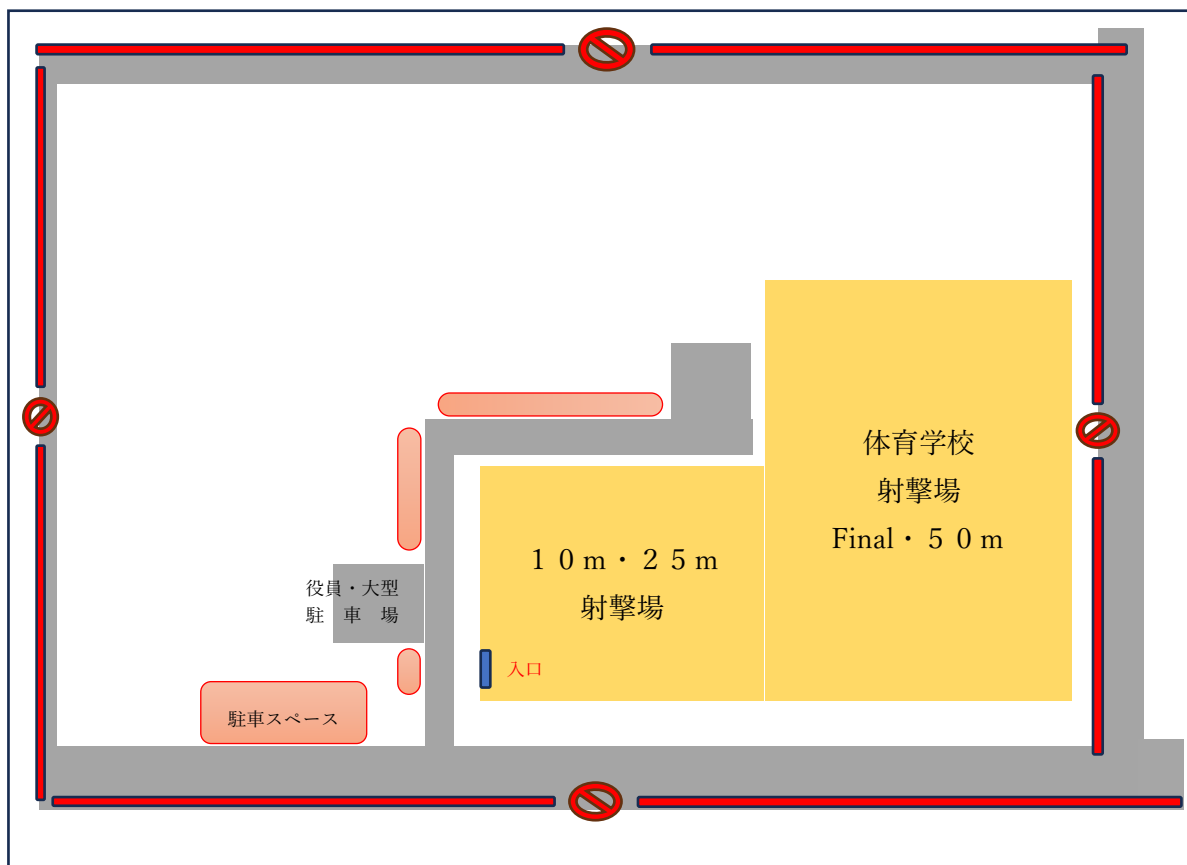 体育学校
射撃場
Final・５０ｍ
１０ｍ・２５ｍ
射撃場
役員・大型
駐　車　場
入口
駐車スペース